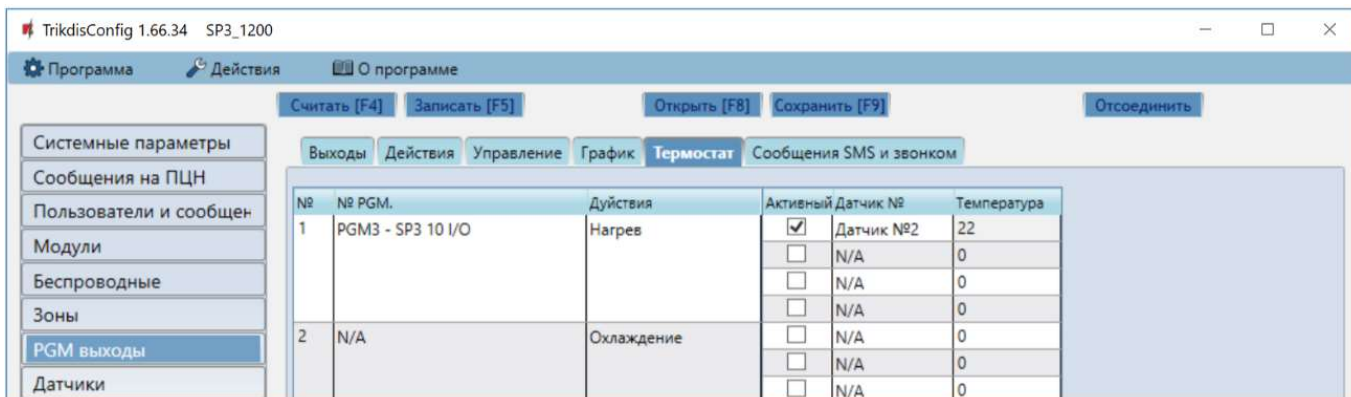 TrikdisConfig 1.66.34 SP3_1200
Программа Действия О программе
Считать [F4] Записать [F5] Открыть [F8] Сохранить [F9] Отсоединить
Системные параметры
Сообщения на ПЦН
Пользователи и сообщен
Модули
Беспроводные
Зоны
PGM выходы
Датчики
Выходы Действия Управление График Термостат Сообщения SMS и звонком
№ № PGM. Дуйствия Активный Датчик № Температура
1 PGM3 - SP3 10 I/O Нагрев Датчик №2 22
N/A 0
N/A 0
N/A 0
2 N/A Охлаждение N/A 0
N/A 0
N/A 0